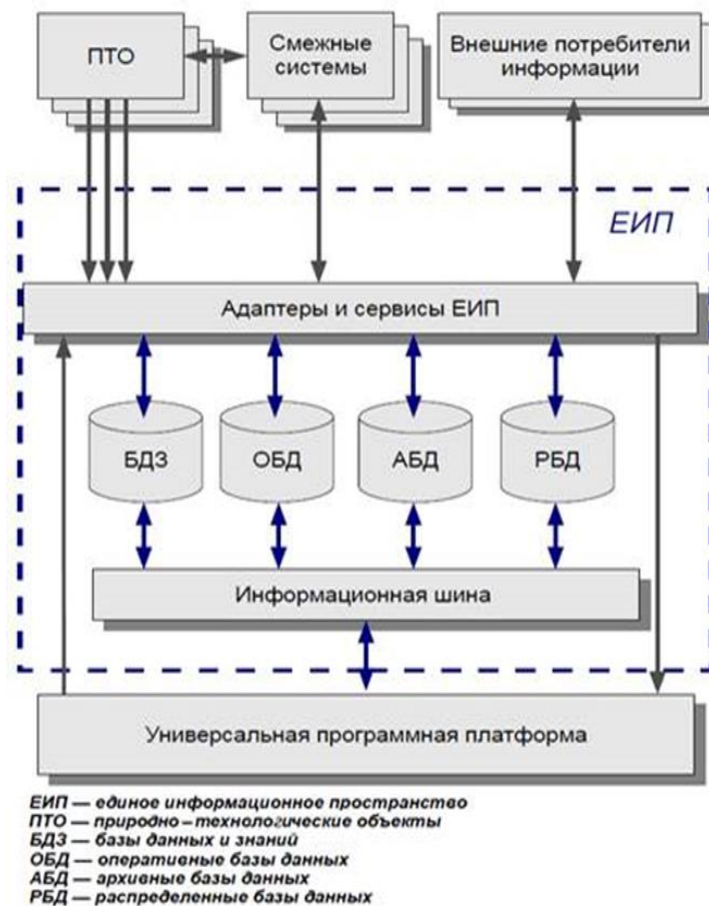 ПТО
Смежные
системы
Внешние потребители
информации
ЕИП
Адаптеры и сервисы ЕИП
БДЗ
ОБД
АБД
РБД
Информационная шина
Универсальная программная платформа
ЕИП — единое информационное пространство
ПТО — природно–технологические объекты
БДЗ — базы данных и знаний
ОБД — оперативные базы данных
АБД — архивные базы данных
РБД — распределенные базы данных